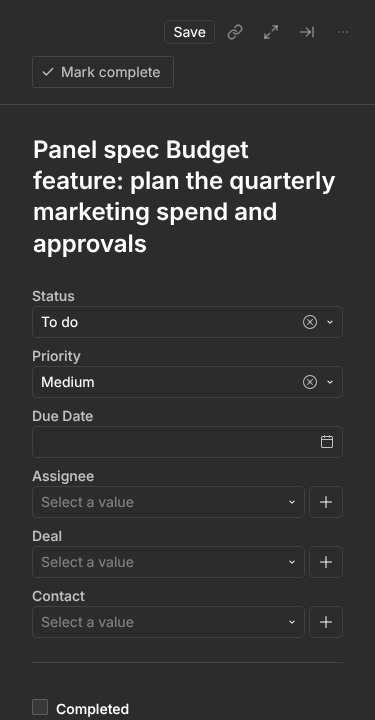 Save
Mark complete
Panel spec Budget
feature: plan the quarterly
marketing spend and
approvals
Status
To do
Priority
Medium
Due Date
Assignee
Select a value
Deal
Select a value
Contact
Select a value
Completed